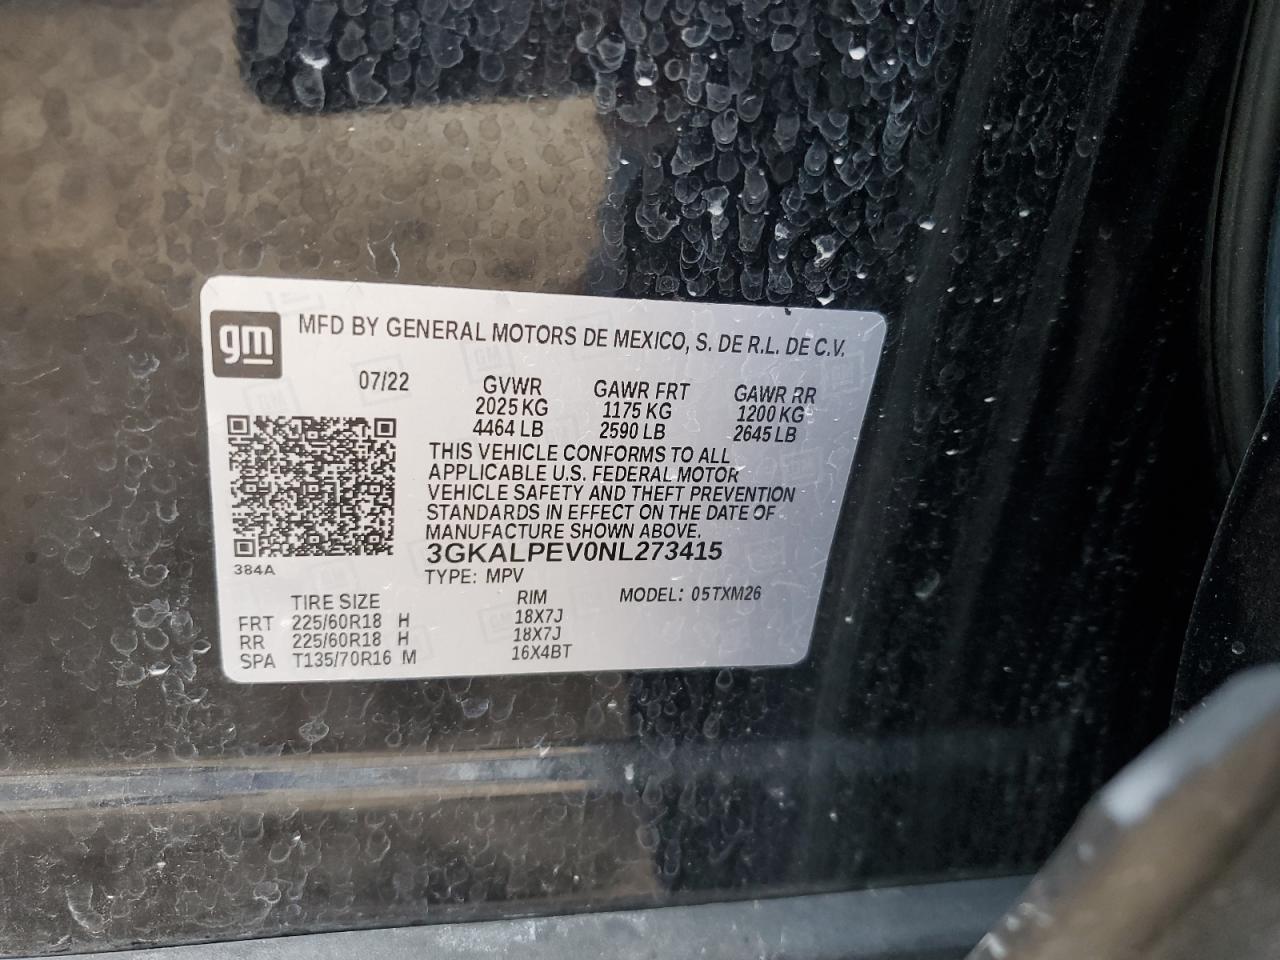 gm
MFD BY GENERAL MOTORS DE MEXICO, S. DE R.L. DE C.V.
07/22 GVWR GAWR FRT GAWR RR
2025 KG 1175 KG 1200 KG
4464 LB 2590 LB 2645 LB
THIS VEHICLE CONFORMS TO ALL
APPLICABLE U.S. FEDERAL MOTOR
VEHICLE SAFETY AND THEFT PREVENTION
STANDARDS IN EFFECT ON THE DATE OF
MANUFACTURE SHOWN ABOVE.
3GKALPEV0NL273415
384A
TYPE: MPV
TIRE SIZE RIM MODEL: 05TXM26
FRT 225/60R18 H 18X7J
RR 225/60R18 H 18X7J
SPA T135/70R16 M 16X4BT